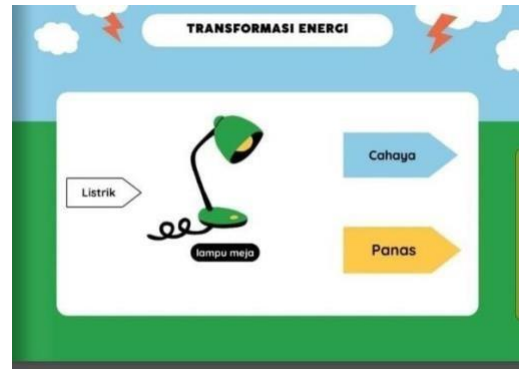 TRANSFORMASI ENERGI
Listrik
lampu meja
Cahaya
Panas